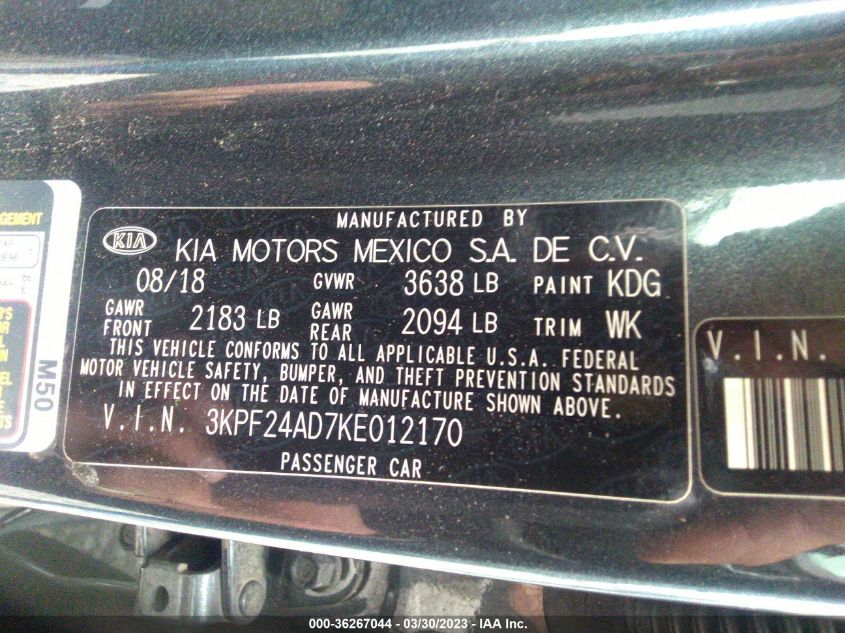 MANUFACTURED BY
KIA KIA MOTORS MEXICO S.A. DE C.V.
08/18 GVWR 3638 LB PAINT KDG
GAWR FRONT 2183 LB GAWR REAR 2094 LB TRIM WK
THIS VEHICLE CONFORMS TO ALL APPLICABLE U.S.A. FEDERAL
MOTOR VEHICLE SAFETY, BUMPER, AND THEFT PREVENTION STANDARDS
IN EFFECT ON THE DATE OF MANUFACTURE SHOWN ABOVE.
V.I.N. 3KPF24AD7KE012170
PASSENGER CAR
V.I.N.
M50
000-36267044 - 03/30/2023 - IAA Inc.